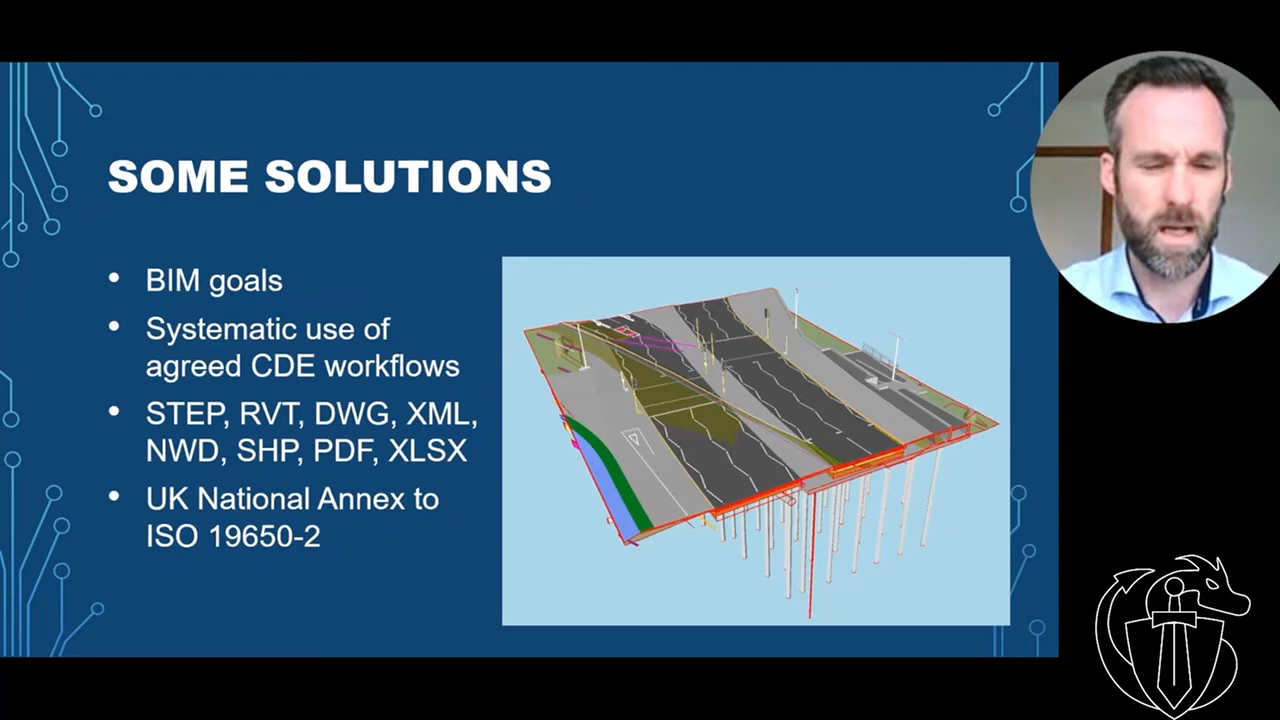 SOME SOLUTIONS
• BIM goals
• Systematic use of
agreed CDE workflows
• STEP, RVT, DWG, XML,
NWD, SHP, PDF, XLSX
• UK National Annex to
ISO 19650-2